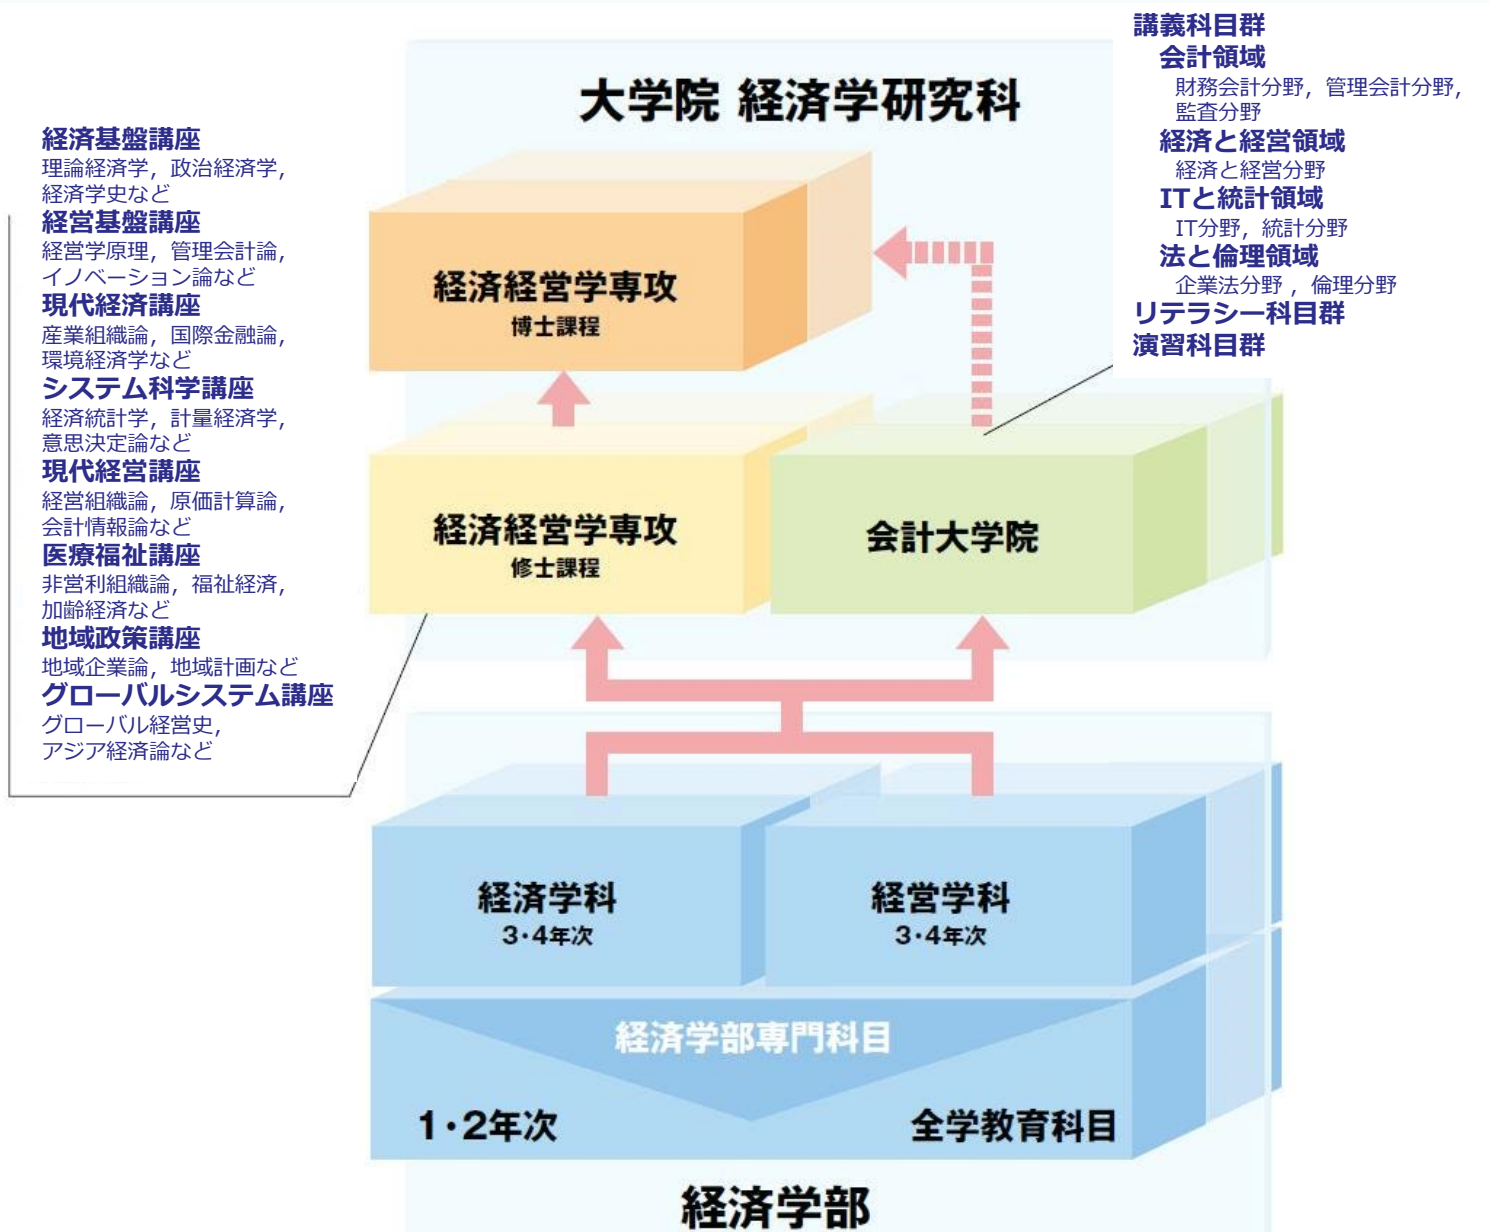 大学院 経済学研究科
経済基盤講座
理論経済学，政治経済学，
経済学史など
経営基盤講座
経営学原理，管理会計論，
イノベーション論など
現代経済講座
産業組織論，国際金融論，
環境経済学など
システム科学講座
経済統計学，計量経済学，
意思決定論など
現代経営講座
経営組織論，原価計算論，
会計情報論など
医療福祉講座
非営利組織論，福祉経済，
加齢経済など
地域政策講座
地域企業論，地域計画など
グローバルシステム講座
グローバル経営史，
アジア経済論など
講義科目群
会計領域
財務会計分野，管理会計分野，
監査分野
経済と経営領域
経済と経営分野
ITと統計領域
IT分野，統計分野
法と倫理領域
企業法分野 ，倫理分野
リテラシー科目群
演習科目群
経済経営学専攻
博士課程
経済経営学専攻
修士課程
会計大学院
経済学科
3・4年次
経営学科
3・4年次
経済学部専門科目
1・2年次
全学教育科目
経済学部